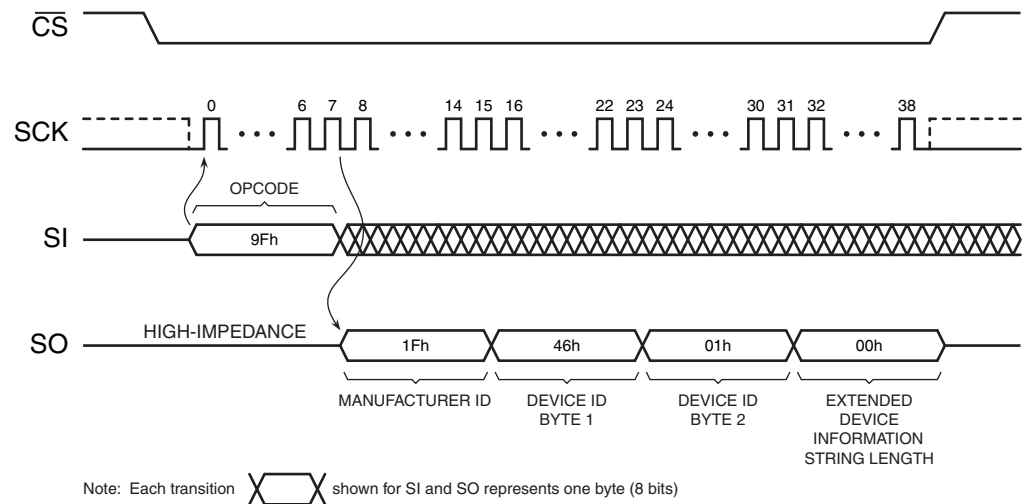 CS
0 6 7 8 14 15 16 22 23 24 30 31 32 38
SCK
OPCODE
SI
9Fh
HIGH-IMPEDANCE
SO
1Fh 46h 01h 00h
MANUFACTURER ID
DEVICE ID
BYTE 1
DEVICE ID
BYTE 2
EXTENDED
DEVICE
INFORMATION
STRING LENGTH
Note: Each transition shown for SI and SO represents one byte (8 bits)